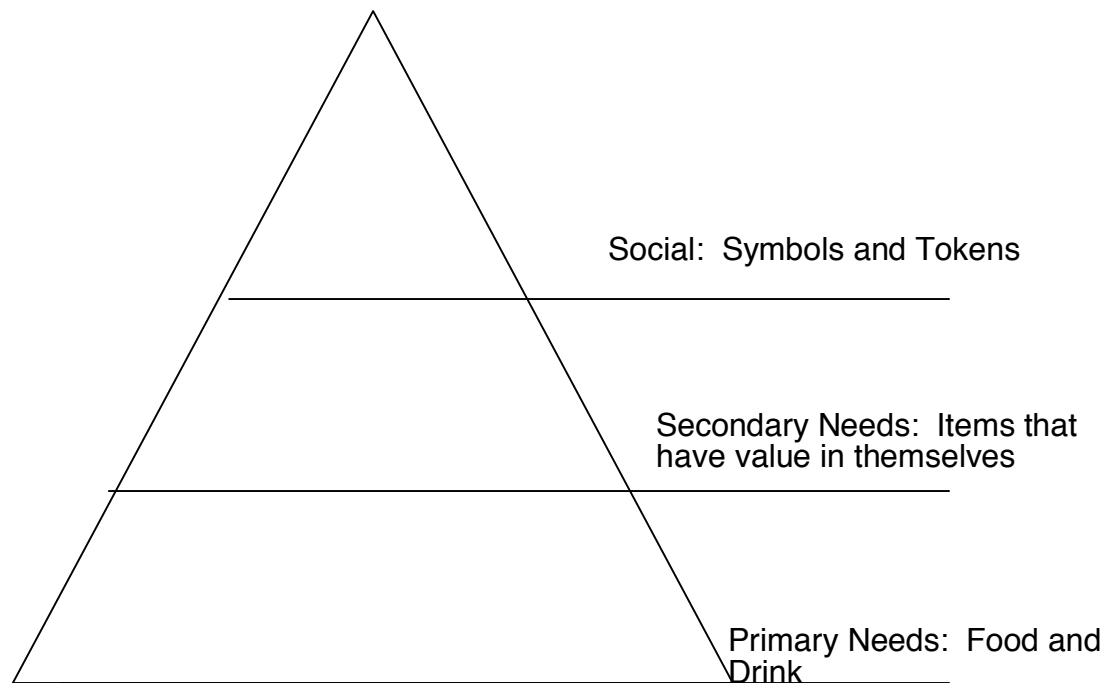 Social:  Symbols and Tokens
Secondary Needs:  Items that
have value in themselves
Primary Needs:  Food and
Drink